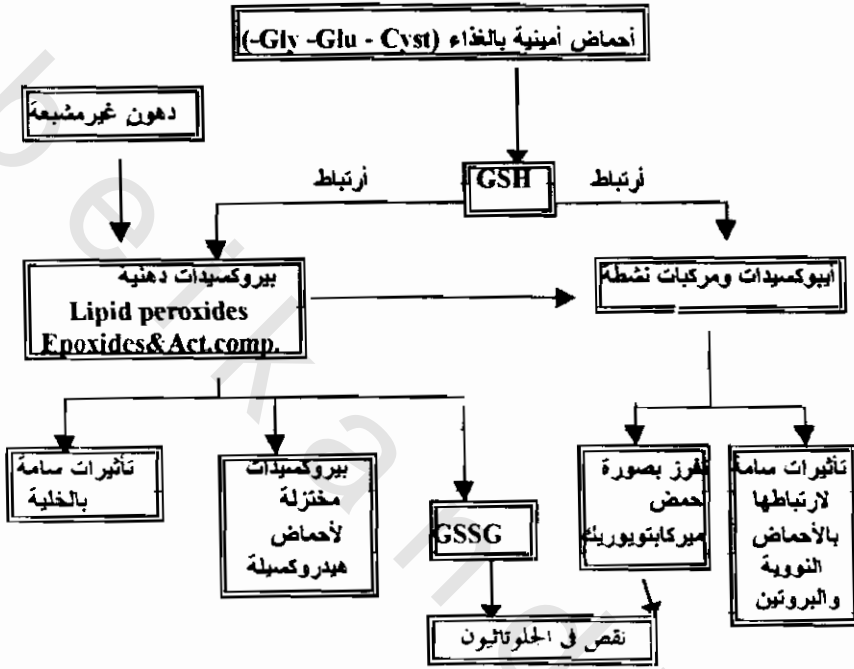 أحماض أمينية بالغذاء (Gly -Glu - Cyst-)
دهون غيرمشبعة
GSH
أرتباط
أرتباط
بيروكسيدات دهنيه
Lipid peroxides
Epoxides&Act.comp.
أيبوكسيدات ومركبات نشطة
تأثيرات سامة
بالخلية
بيروكسيدات
مختزلة
لأحماض
هيدروكسيلة
GSSG
تفرز بصورة
حمض
ميركابتويوريك
تأثيرات سامة
لارتباطها
بالأحماض
النووية
والبروتين
نقص فى الجلوتاثيون
beikand